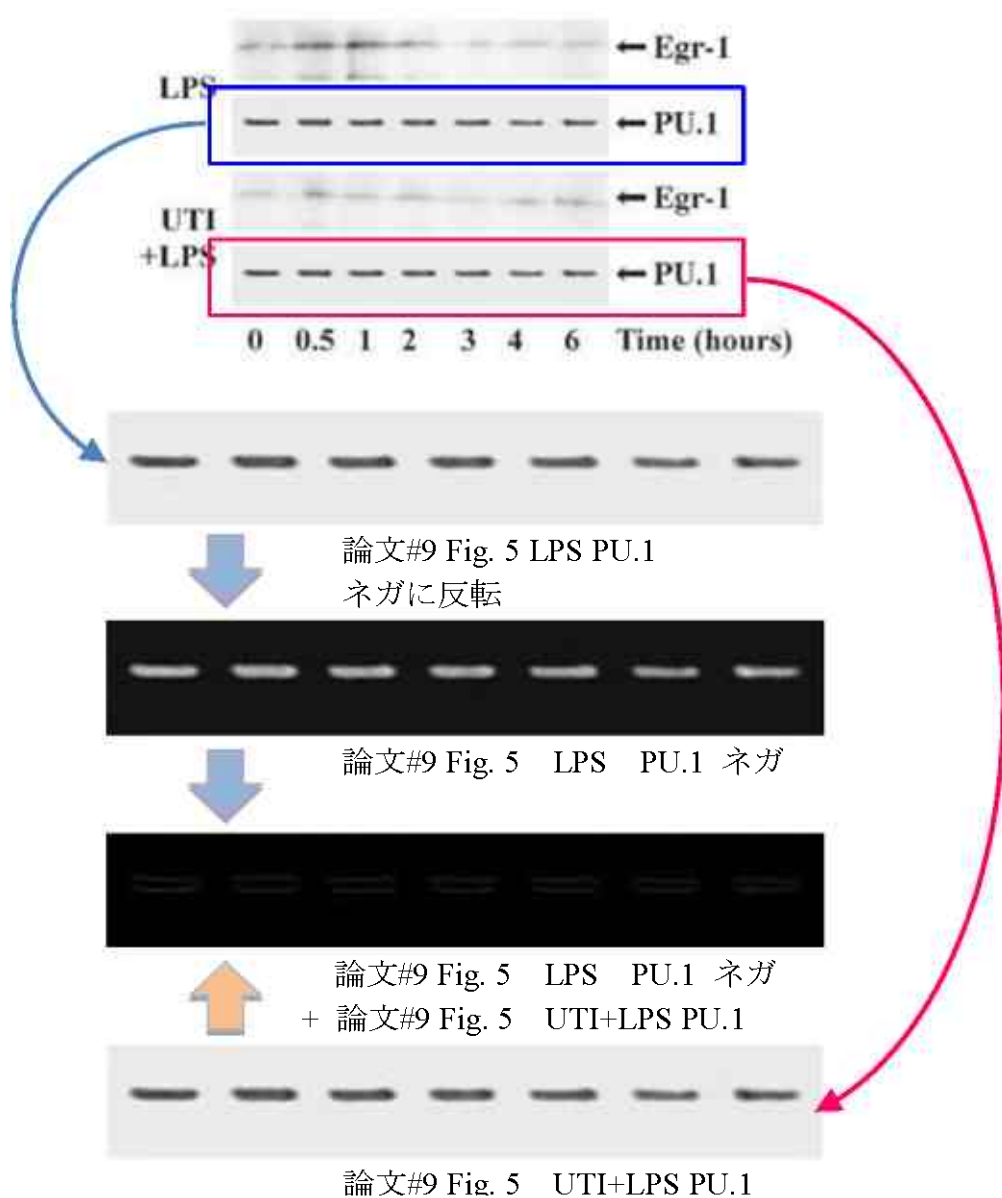 ← Egr-1
LPS
← PU.1
← Egr-1
UTI
+LPS
← PU.1
0 0.5 1 2 3 4 6 Time (hours)
論文#9 Fig. 5 LPS PU.1
ネガに反転
論文#9 Fig. 5 LPS PU.1 ネガ
論文#9 Fig. 5 LPS PU.1 ネガ
+ 論文#9 Fig. 5 UTI+LPS PU.1
論文#9 Fig. 5 UTI+LPS PU.1